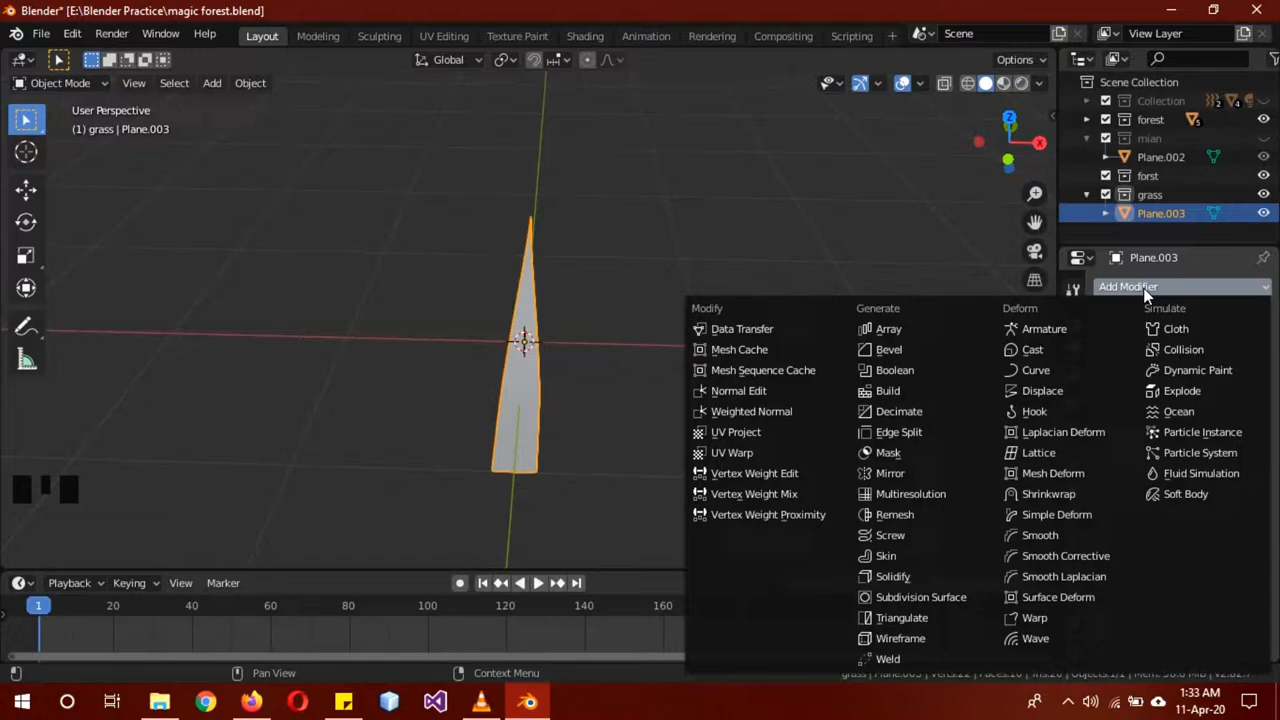 Blender* [E:\Blender Practice\magic forest.blend]
File Edit Render Window Help Layout Modeling Sculpting UV Editing Texture Paint Shading Animation Rendering Compositing Scripting Scene View Layer
Global Options
Object Mode View Select Add Object
User Perspective
(1) grass | Plane.003
Z
X
Scene Collection
Collection 2 4
forest 5
mian
Plane.002
forst
grass
Plane.003
Plane.003
Add Modifier
Modify Generate Deform Simulate
Data Transfer Array Armature Cloth
Mesh Cache Bevel Cast Collision
Mesh Sequence Cache Boolean Curve Dynamic Paint
Normal Edit Build Displace Explode
Weighted Normal Decimate Hook Ocean
UV Project Edge Split Laplacian Deform Particle Instance
UV Warp Mask Lattice Particle System
Vertex Weight Edit Mirror Mesh Deform Fluid Simulation
Vertex Weight Mix Multiresolution Shrinkwrap Soft Body
Vertex Weight Proximity Remesh Simple Deform
Screw Smooth
Skin Smooth Corrective
Solidify Smooth Laplacian
Subdivision Surface Surface Deform
Triangulate Warp
Wireframe Wave
Weld
Playback Keying View Marker
1 20 40 60 80 100 120 140 160
Pan View Context Menu
1:33 AM
11-Apr-20